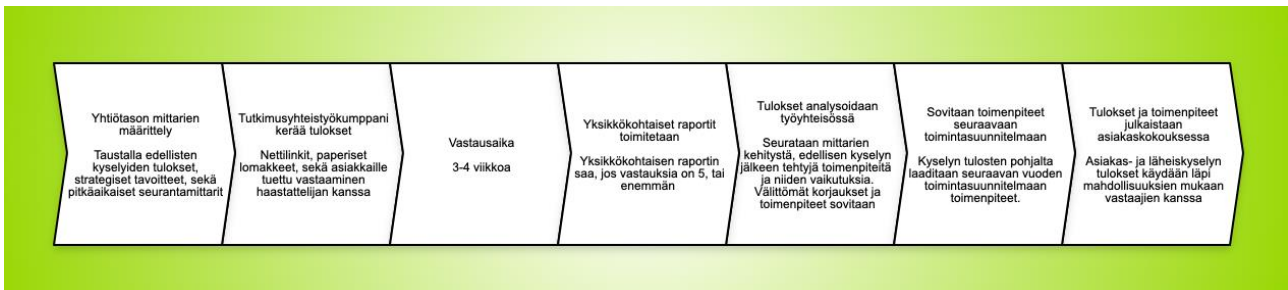 Yhtiötason mittarien
määrittely
Taustalla edellisten
kyselyiden tulokset,
strategiset tavoitteet, sekä
pitkäaikaiset seurantamittarit
Tutkimusyhteistyökumppani
kerää tulokset
Nettilinkit, paperiset
lomakkeet, sekä asiakkaille
tuettu vastaaminen
haastattelijan kanssa
Vastausaika
3-4 viikkoa
Yksikkökohtaiset raportit
toimitetaan
Yksikkökohtaisen raportin
saa, jos vastauksia on 5, tai
enemmän
Tulokset analysoidaan
työyhteisössä
Seurataan mittarien
kehitystä, edellisen kyselyn
jälkeen tehtyjä toimenpiteitä
ja niiden vaikutuksia.
Välittömät korjaukset ja
toimenpiteet sovitaan
Sovitaan toimenpiteet
seuraavaan
toimintasuunnitelmaan
Kyselyn tulosten pohjalta
laaditaan seuraavan vuoden
toimintasuunnitelmaan
toimenpiteet.
Tulokset ja toimenpiteet
julkaistaan
asiakaskokouksessa
Asiakas- ja läheiskyselyn
tulokset käydään läpi
mahdollisuuksien mukaan
vastaajien kanssa